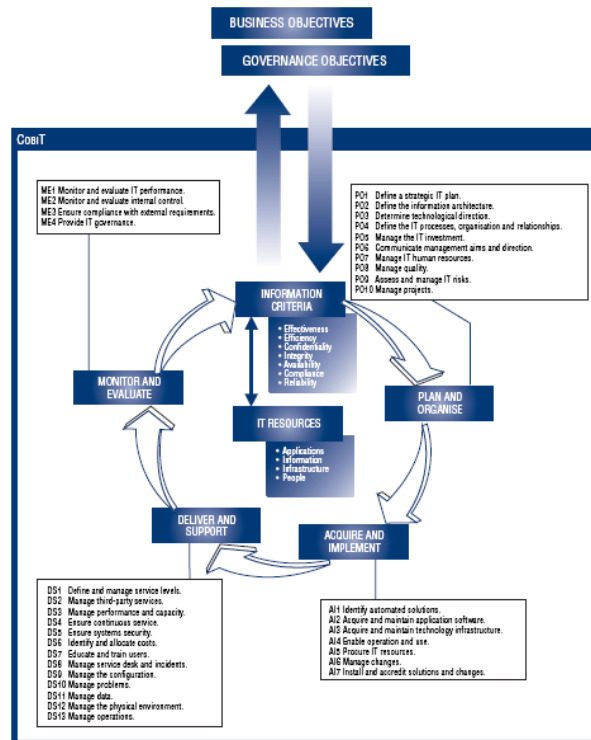 BUSINESS OBJECTIVES
GOVERNANCE OBJECTIVES
COBIT
ME1 Monitor and evaluate IT performance.
ME2 Monitor and evaluate internal control.
ME3 Ensure compliance with external requirements.
ME4 Provide IT governance.
PO1 Define a strategic IT plan.
PO2 Define the information architecture.
PO3 Determine technological direction.
PO4 Define the IT processes, organisation and relationships.
PO5 Manage the IT investment.
PO6 Communicate management aims and direction.
PO7 Manage IT human resources.
PO8 Manage quality.
PO9 Assess and manage IT risks.
PO10 Manage projects.
INFORMATION
CRITERIA
• Effectiveness
• Efficiency
• Confidentiality
• Integrity
• Availability
• Compliance
• Reliability
MONITOR AND
EVALUATE
PLAN AND
ORGANISE
IT RESOURCES
• Applications
• Information
• Infrastructure
• People
DELIVER AND
SUPPORT
ACQUIRE AND
IMPLEMENT
DS1 Define and manage service levels.
DS2 Manage third-party services.
DS3 Manage performance and capacity.
DS4 Ensure continuous service.
DS5 Ensure systems security.
DS6 Identify and allocate costs.
DS7 Educate and train users.
DS8 Manage service desk and incidents.
DS9 Manage the configuration.
DS10 Manage problems.
DS11 Manage data.
DS12 Manage the physical environment.
DS13 Manage operations.
AI1 Identify automated solutions.
AI2 Acquire and maintain application software.
AI3 Acquire and maintain technology infrastructure.
AI4 Enable operation and use.
AI5 Procure IT resources.
AI6 Manage changes.
AI7 Install and accredit solutions and changes.